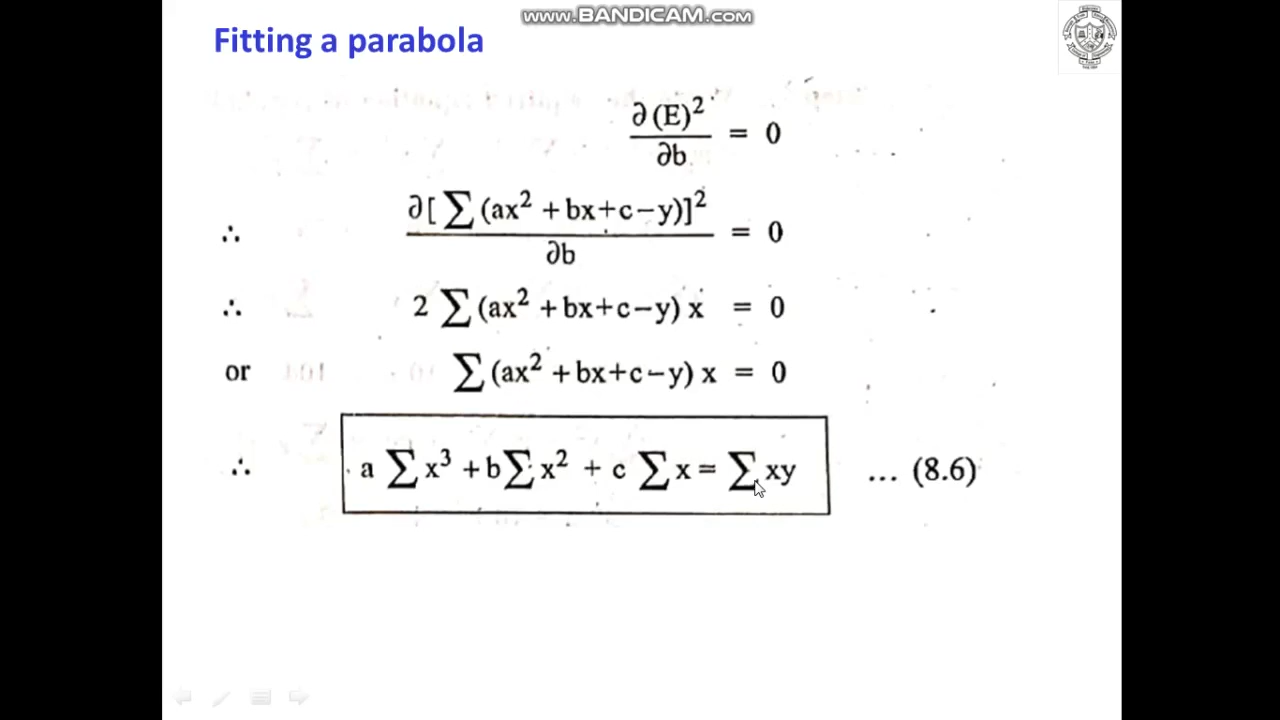 www.BANDICAM.com
Fitting a parabola
∂(E)²
∂b
= 0
∴ ∂[∑(ax² + bx+c−y)]²
∂b
= 0
∴ 2 ∑(ax² + bx+c−y) x = 0
or ∑(ax² + bx+c−y) x = 0
∴ a ∑x³ + b∑x² + c ∑x = ∑xy ... (8.6)